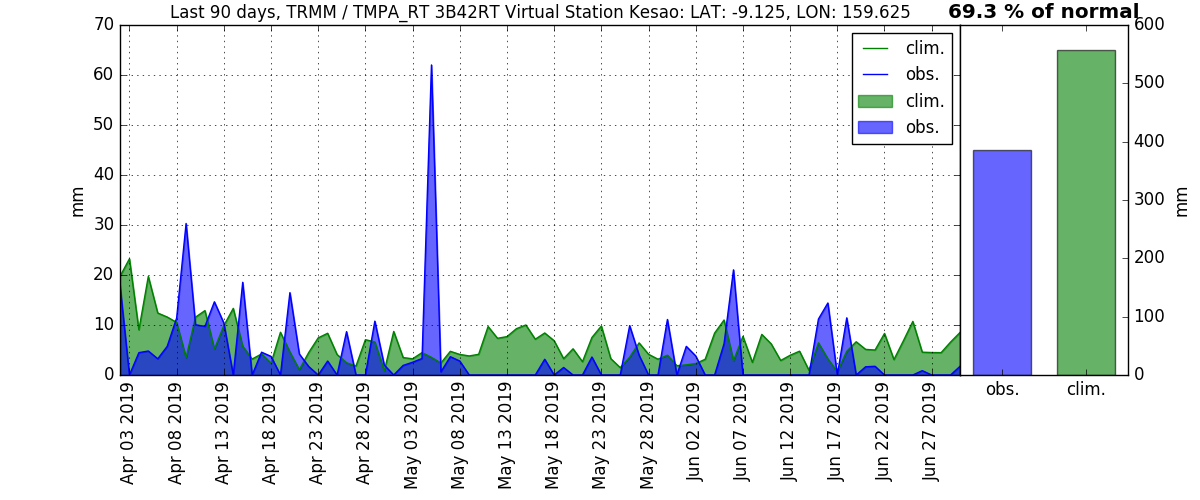 Last 90 days, TRMM / TMPA_RT 3B42RT Virtual Station Kesao: LAT: -9.125, LON: 159.625
69.3 % of normal
70
60
50
40
30
20
10
0
mm
clim.
obs.
clim.
obs.
600
500
400
300
200
100
0
mm
obs.
clim.
Apr 03 2019
Apr 08 2019
Apr 13 2019
Apr 18 2019
Apr 23 2019
Apr 28 2019
May 03 2019
May 08 2019
May 13 2019
May 18 2019
May 23 2019
May 28 2019
Jun 02 2019
Jun 07 2019
Jun 12 2019
Jun 17 2019
Jun 22 2019
Jun 27 2019